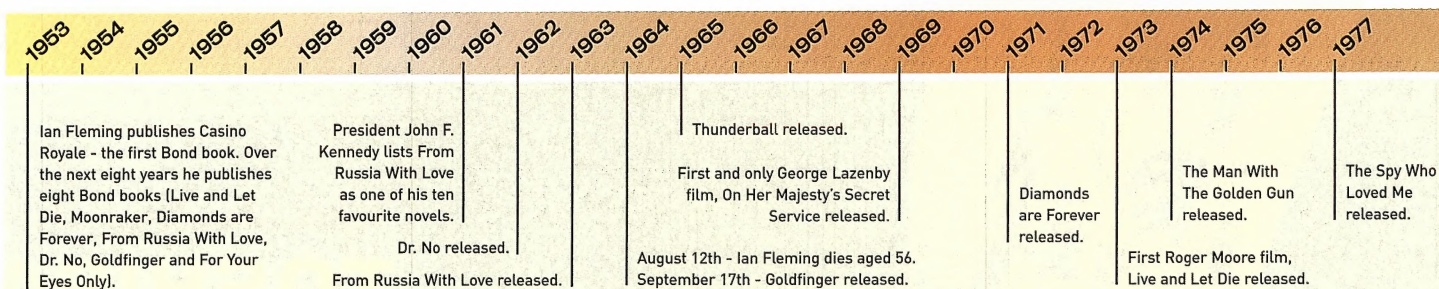 1953 1954 1955 1956 1957 1958 1959 1960 1961 1962 1963 1964 1965 1966 1967 1968 1969 1970 1971 1972 1973 1974 1975 1976 1977
Ian Fleming publishes Casino
Royale - the first Bond book. Over
the next eight years he publishes
eight Bond books (Live and Let
Die, Moonraker, Diamonds are
Forever, From Russia With Love,
Dr. No, Goldfinger and For Your
Eyes Only).
President John F.
Kennedy lists From
Russia With Love
as one of his ten
favourite novels.
Dr. No released.
From Russia With Love released.
August 12th - Ian Fleming dies aged 56.
September 17th - Goldfinger released.
Thunderball released.
First and only George Lazenby
film, On Her Majesty's Secret
Service released.
Diamonds
are Forever
released.
First Roger Moore film,
Live and Let Die released.
The Man With
The Golden Gun
released.
The Spy Who
Loved Me
released.